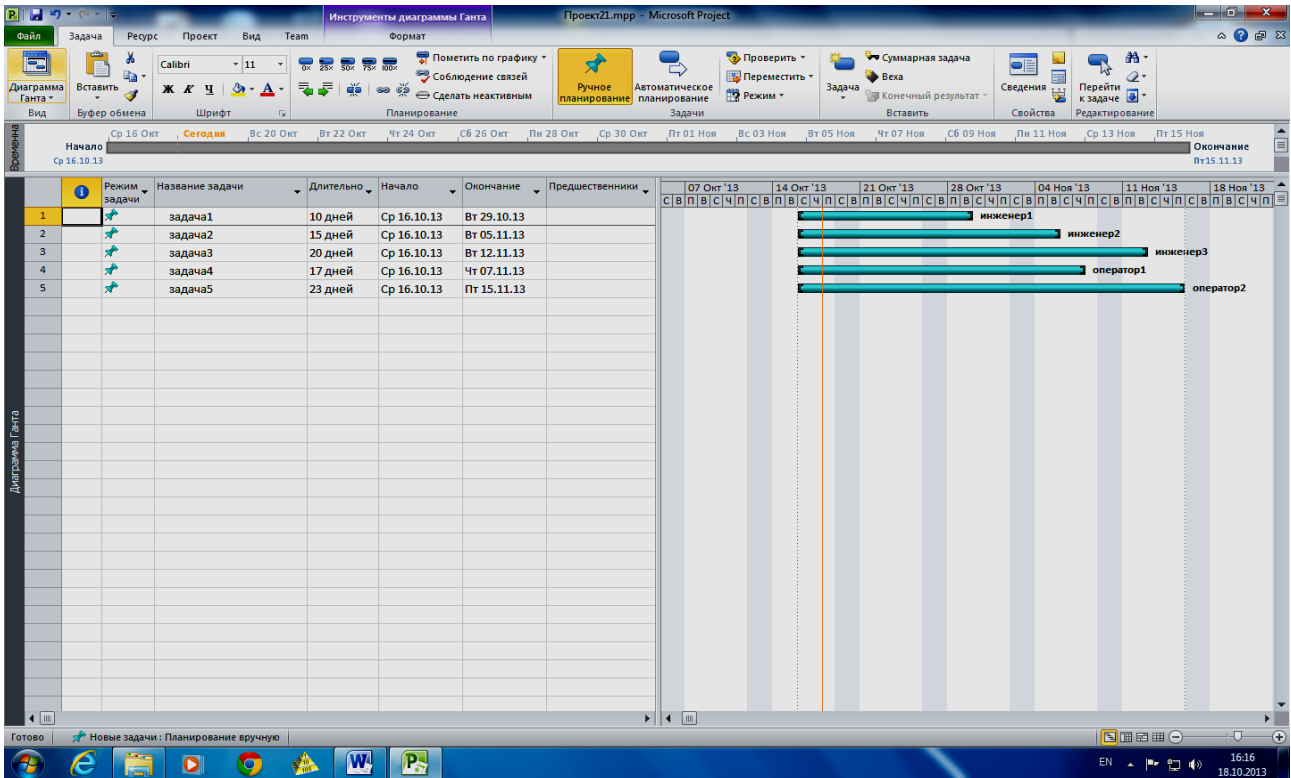 Инструменты диаграммы Ганта
Проект21.mpp - Microsoft Project
Файл Задача Ресурс Проект Вид Team Формат
Диаграмма Ганта
Вид
Вставить
Буфер обмена
Calibri 11
Ж К Ч
Шрифт
0× 25× 50× 75× 100×
Пометить по графику
Соблюдение связей
Сделать неактивным
Планирование
Ручное планирование
Автоматическое планирование
Проверить
Переместить
Режим
Задачи
Задача
Суммарная задача
Веха
Конечный результат
Вставить
Сведения
Свойства
Перейти к задаче
Редактирование
Временна
Ср 16 Окт Сегодня Вс 20 Окт Вт 22 Окт Чт 24 Окт Сб 26 Окт Пн 28 Окт Ср 30 Окт Пт 01 Ноя Вс 03 Ноя Вт 05 Ноя Чт 07 Ноя Сб 09 Ноя Пн 11 Ноя Ср 13 Ноя Пт 15 Ноя
Начало
Ср 16.10.13
Окончание
Пт15.11.13
Режим задачи Название задачи Длительно Начало Окончание Предшественники
07 Окт '13 14 Окт '13 21 Окт '13 28 Окт '13 04 Ноя '13 11 Ноя '13 18 Ноя '13
С В П В С Ч П С В П В С Ч П С В П В С Ч П С В П В С Ч П С В П В С Ч П С В П В С Ч П С В П В С Ч П
1 задача1 10 дней Ср 16.10.13 Вт 29.10.13 инженер1
2 задача2 15 дней Ср 16.10.13 Вт 05.11.13 инженер2
3 задача3 20 дней Ср 16.10.13 Вт 12.11.13 инженер3
4 задача4 17 дней Ср 16.10.13 Чт 07.11.13 оператор1
5 задача5 23 дней Ср 16.10.13 Пт 15.11.13 оператор2
Диаграмма Ганта
Готово Новые задачи : Планирование вручную
EN
16:16
18.10.2013